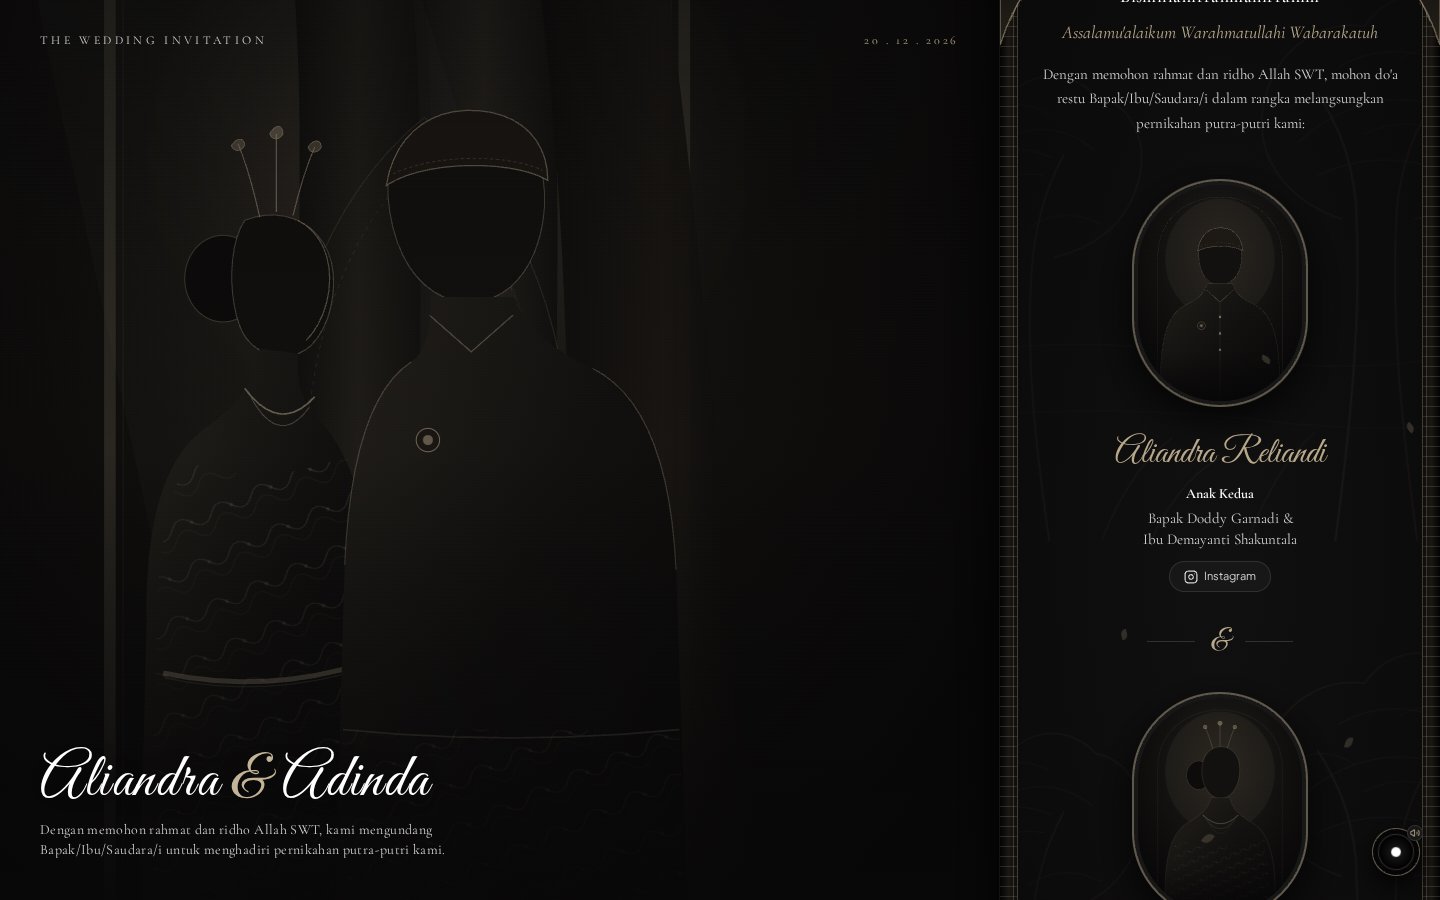 THE WEDDING INVITATION
20 . 12 . 2026
Aliandra & Adinda
Dengan memohon rahmat dan ridho Allah SWT, kami mengundang
Bapak/Ibu/Saudara/i untuk menghadiri pernikahan putra-putri kami.
Assalamu'alaikum Warahmatullahi Wabarakatuh
Dengan memohon rahmat dan ridho Allah SWT, mohon do'a
restu Bapak/Ibu/Saudara/i dalam rangka melangsungkan
pernikahan putra-putri kami:
Aliandra Reliandi
Anak Kedua
Bapak Doddy Garnadi &
Ibu Demayanti Shakuntala
Instagram
&